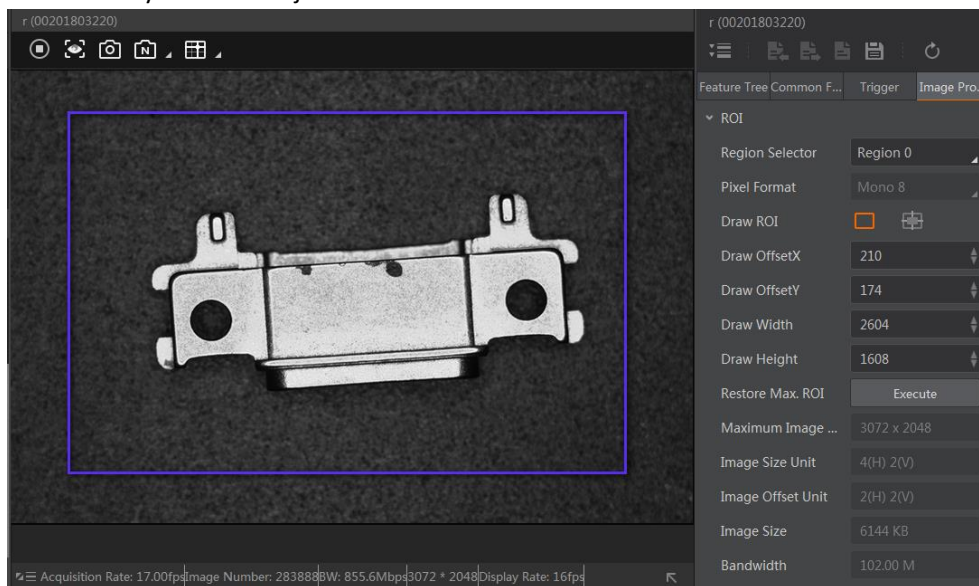 r (00201803220)
Acquisition Rate: 17.00fps Image Number: 283888 BW: 855.6Mbps 3072 * 2048 Display Rate: 16fps
r (00201803220)
Feature Tree Common F... Trigger Image Pro.
ROI
Region Selector Region 0
Pixel Format Mono 8
Draw ROI
Draw OffsetX 210
Draw OffsetY 174
Draw Width 2604
Draw Height 1608
Restore Max. ROI Execute
Maximum Image ... 3072 x 2048
Image Size Unit 4(H) 2(V)
Image Offset Unit 2(H) 2(V)
Image Size 6144 KB
Bandwidth 102.00 M